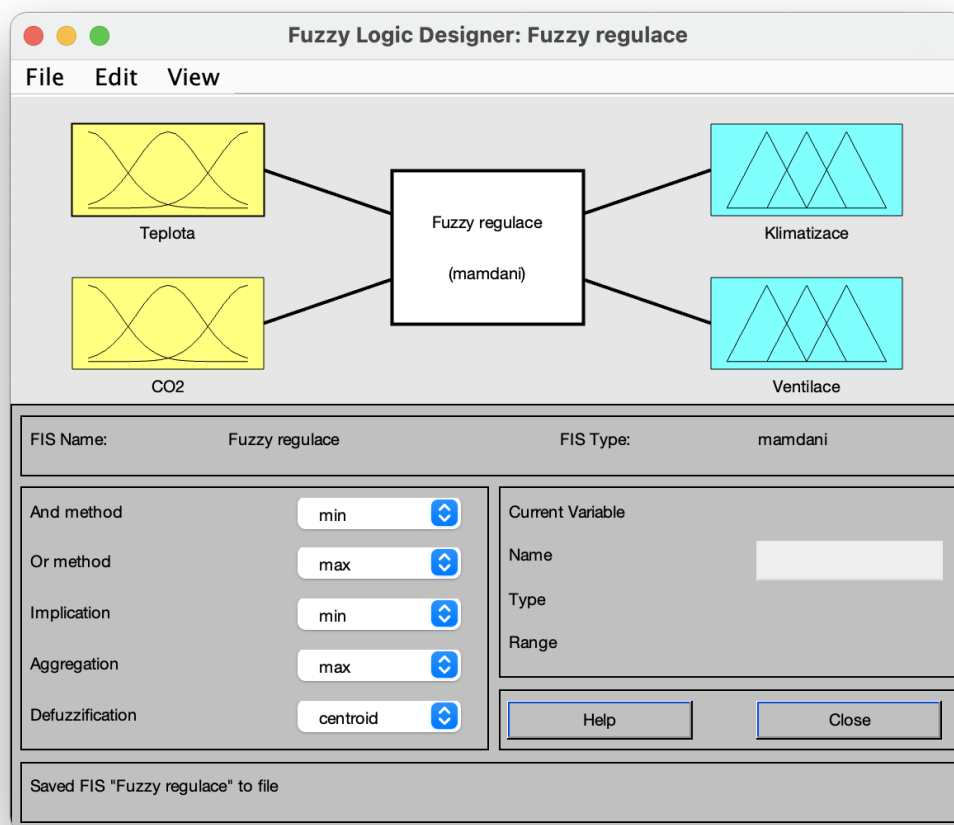 Fuzzy Logic Designer: Fuzzy regulace
File Edit View
Teplota
CO2
Fuzzy regulace
(mamdani)
Klimatizace
Ventilace
FIS Name: Fuzzy regulace FIS Type: mamdani
And method min
Or method max
Implication min
Aggregation max
Defuzzification centroid
Current Variable
Name
Type
Range
Help Close
Saved FIS "Fuzzy regulace" to file